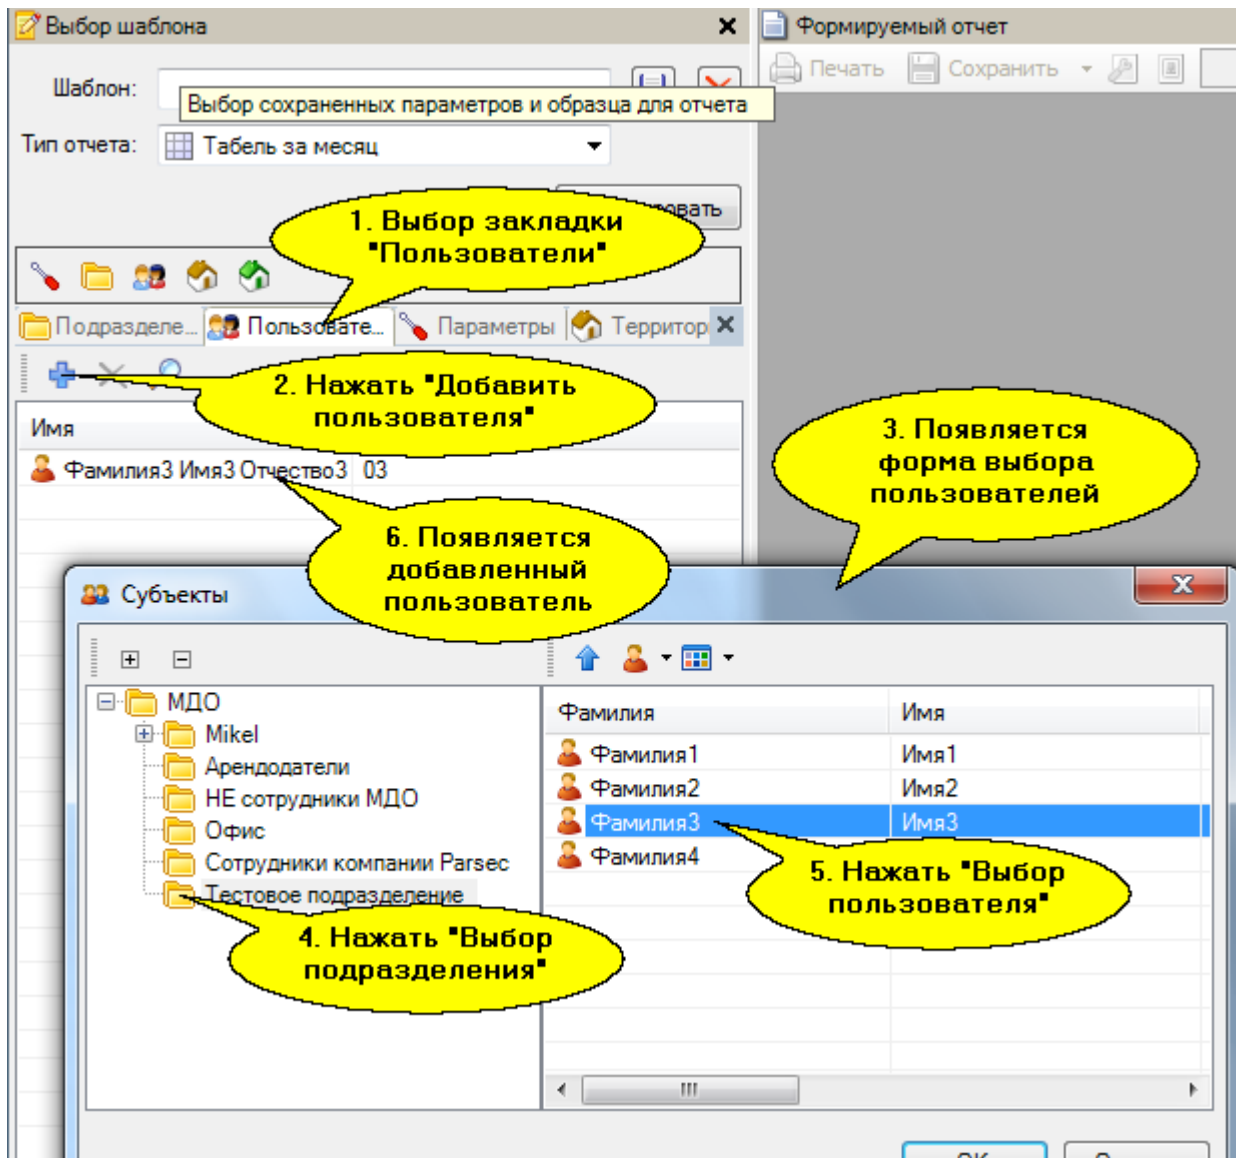 Выбор шаблона
Формируемый отчет
Печать
Сохранить
Шаблон:
Выбор сохраненных параметров и образца для отчета
Тип отчета:
Табель за месяц
1. Выбор закладки
"Пользователи"
Подразделе...
Пользовате...
Параметры
Территор
2. Нажать "Добавить
пользователя"
Имя
Фамилия3 Имя3 Отчество3 03
3. Появляется
форма выбора
пользователей
6. Появляется
добавленный
пользователь
Субъекты
МДО
Mikel
Арендодатели
НЕ сотрудники МДО
Офис
Сотрудники компании Parsec
Тестовое подразделение
Фамилия Имя
Фамилия1 Имя1
Фамилия2 Имя2
Фамилия3 Имя3
Фамилия4
5. Нажать "Выбор
пользователя"
4. Нажать "Выбор
подразделения"